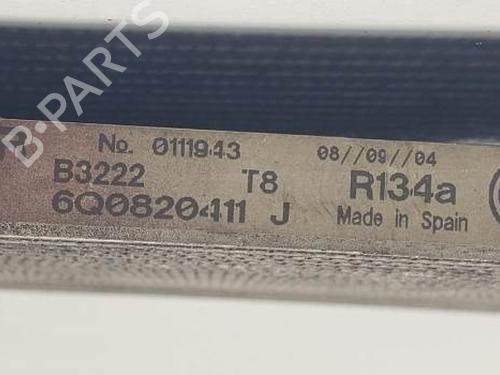 B-PARTS
No. 0111943 08//09//04
B3222 T8 R134a
6Q0820411 J Made in Spain